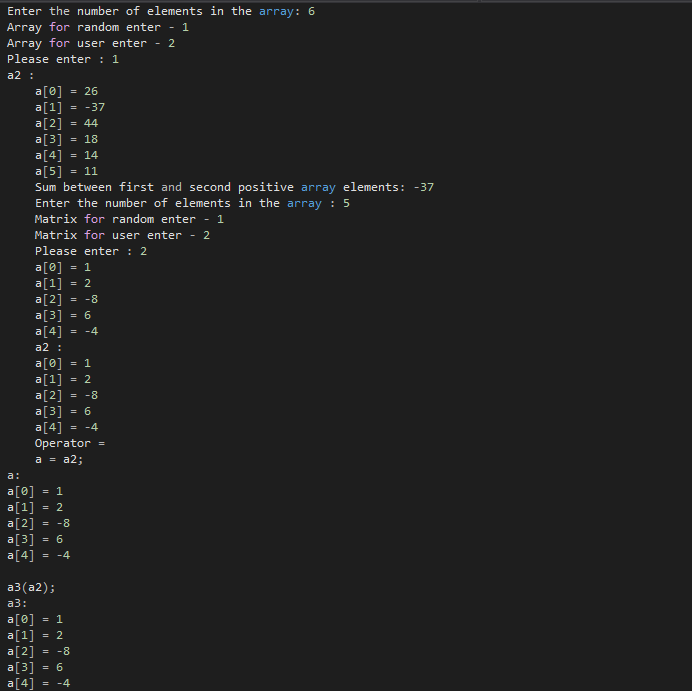 Enter the number of elements in the array: 6
Array for random enter - 1
Array for user enter - 2
Please enter : 1
a2 :
a[0] = 26
a[1] = -37
a[2] = 44
a[3] = 18
a[4] = 14
a[5] = 11
Sum between first and second positive array elements: -37
Enter the number of elements in the array : 5
Matrix for random enter - 1
Matrix for user enter - 2
Please enter : 2
a[0] = 1
a[1] = 2
a[2] = -8
a[3] = 6
a[4] = -4
a2 :
a[0] = 1
a[1] = 2
a[2] = -8
a[3] = 6
a[4] = -4
Operator =
a = a2;
a:
a[0] = 1
a[1] = 2
a[2] = -8
a[3] = 6
a[4] = -4
a3(a2);
a3:
a[0] = 1
a[1] = 2
a[2] = -8
a[3] = 6
a[4] = -4